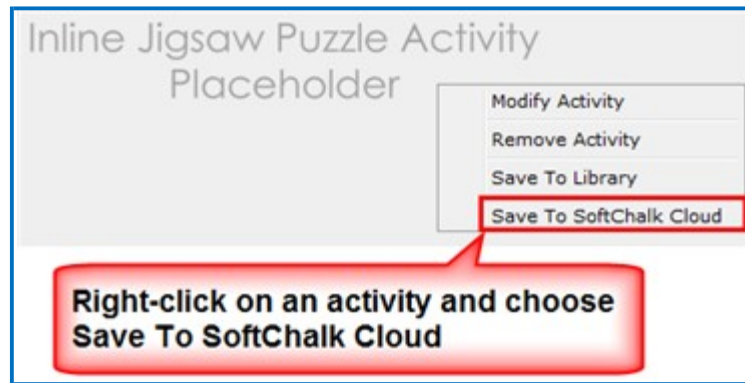 Inline Jigsaw Puzzle Activity
Placeholder
Modify Activity
Remove Activity
Save To Library
Save To SoftChalk Cloud
Right-click on an activity and choose
Save To SoftChalk Cloud